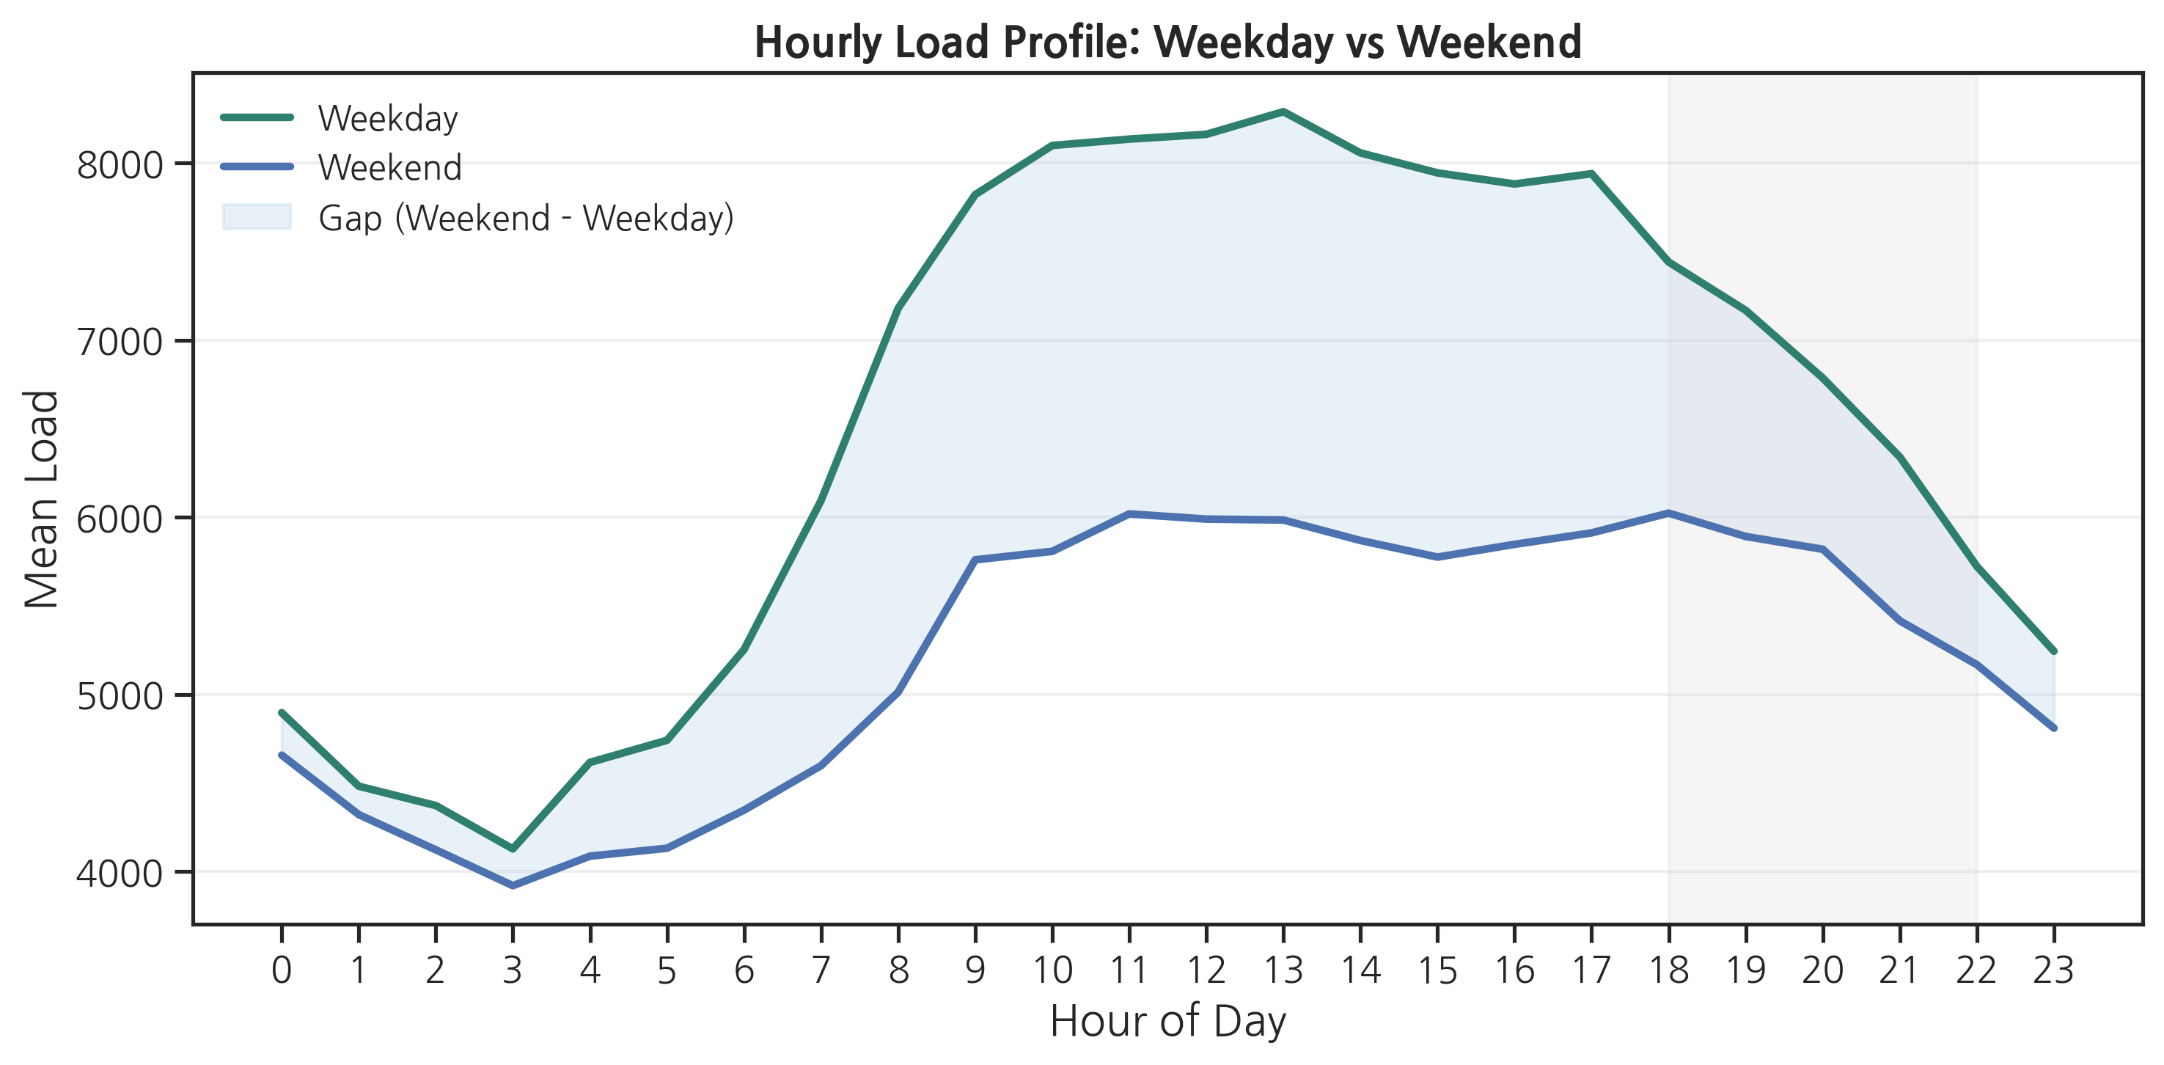 Hourly Load Profile: Weekday vs Weekend
Weekday
Weekend
Gap (Weekend - Weekday)
8000
7000
6000
5000
4000
Mean Load
0 1 2 3 4 5 6 7 8 9 10 11 12 13 14 15 16 17 18 19 20 21 22 23
Hour of Day